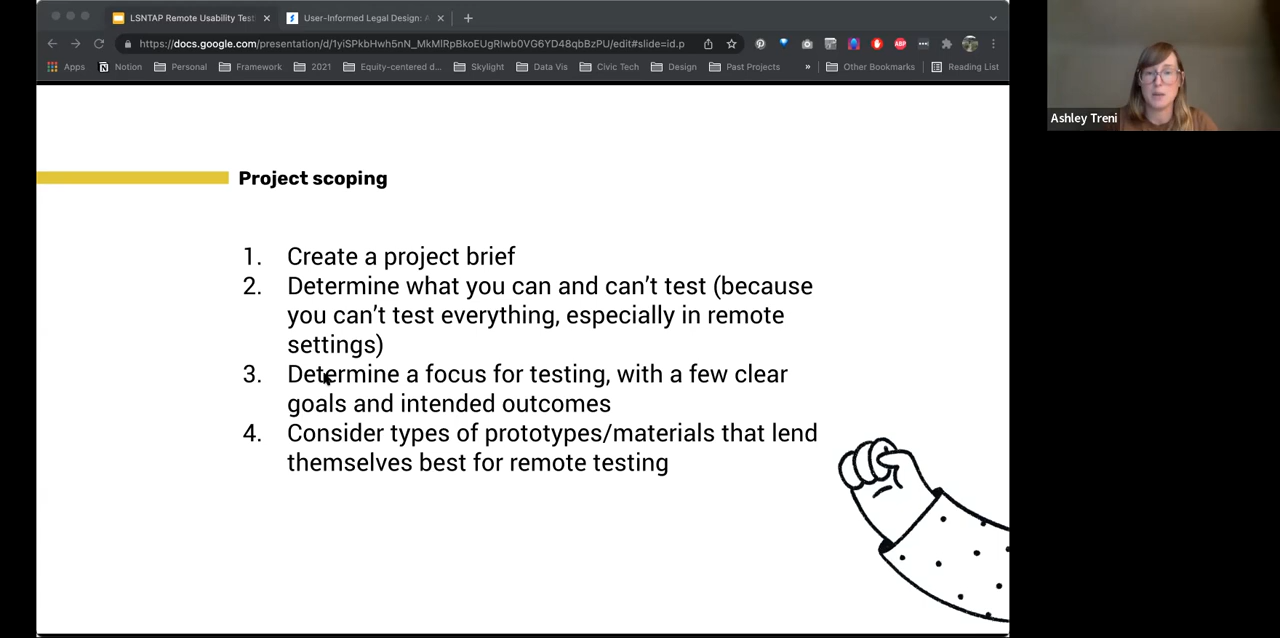 LSNTAP Remote Usability Test
User-Informed Legal Design: A
https://docs.google.com/presentation/d/1yiSPkbHwh5nN_MkMlRpBkoEUgRIwb0VG6YD48qbBzPU/edit#slide=id.p
ABP
Apps
Notion
Personal
Framework
2021
Equity-centered d...
Skylight
Data Vis
Civic Tech
Design
Past Projects
»
Other Bookmarks
Reading List
Ashley Treni
Project scoping
1. Create a project brief
2. Determine what you can and can't test (because
you can't test everything, especially in remote
settings)
3. Determine a focus for testing, with a few clear
goals and intended outcomes
4. Consider types of prototypes/materials that lend
themselves best for remote testing